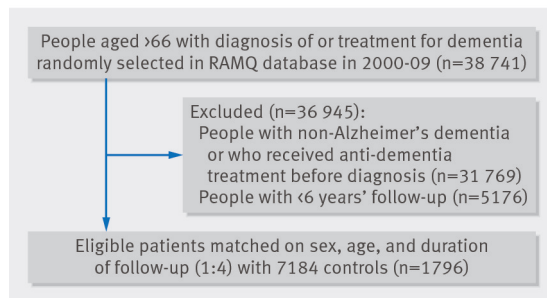 People aged >66 with diagnosis of or treatment for dementia
randomly selected in RAMQ database in 2000-09 (n=38 741)
Excluded (n=36 945):
People with non-Alzheimer's dementia
or who received anti-dementia
treatment before diagnosis (n=31 769)
People with <6 years' follow-up (n=5176)
Eligible patients matched on sex, age, and duration
of follow-up (1:4) with 7184 controls (n=1796)